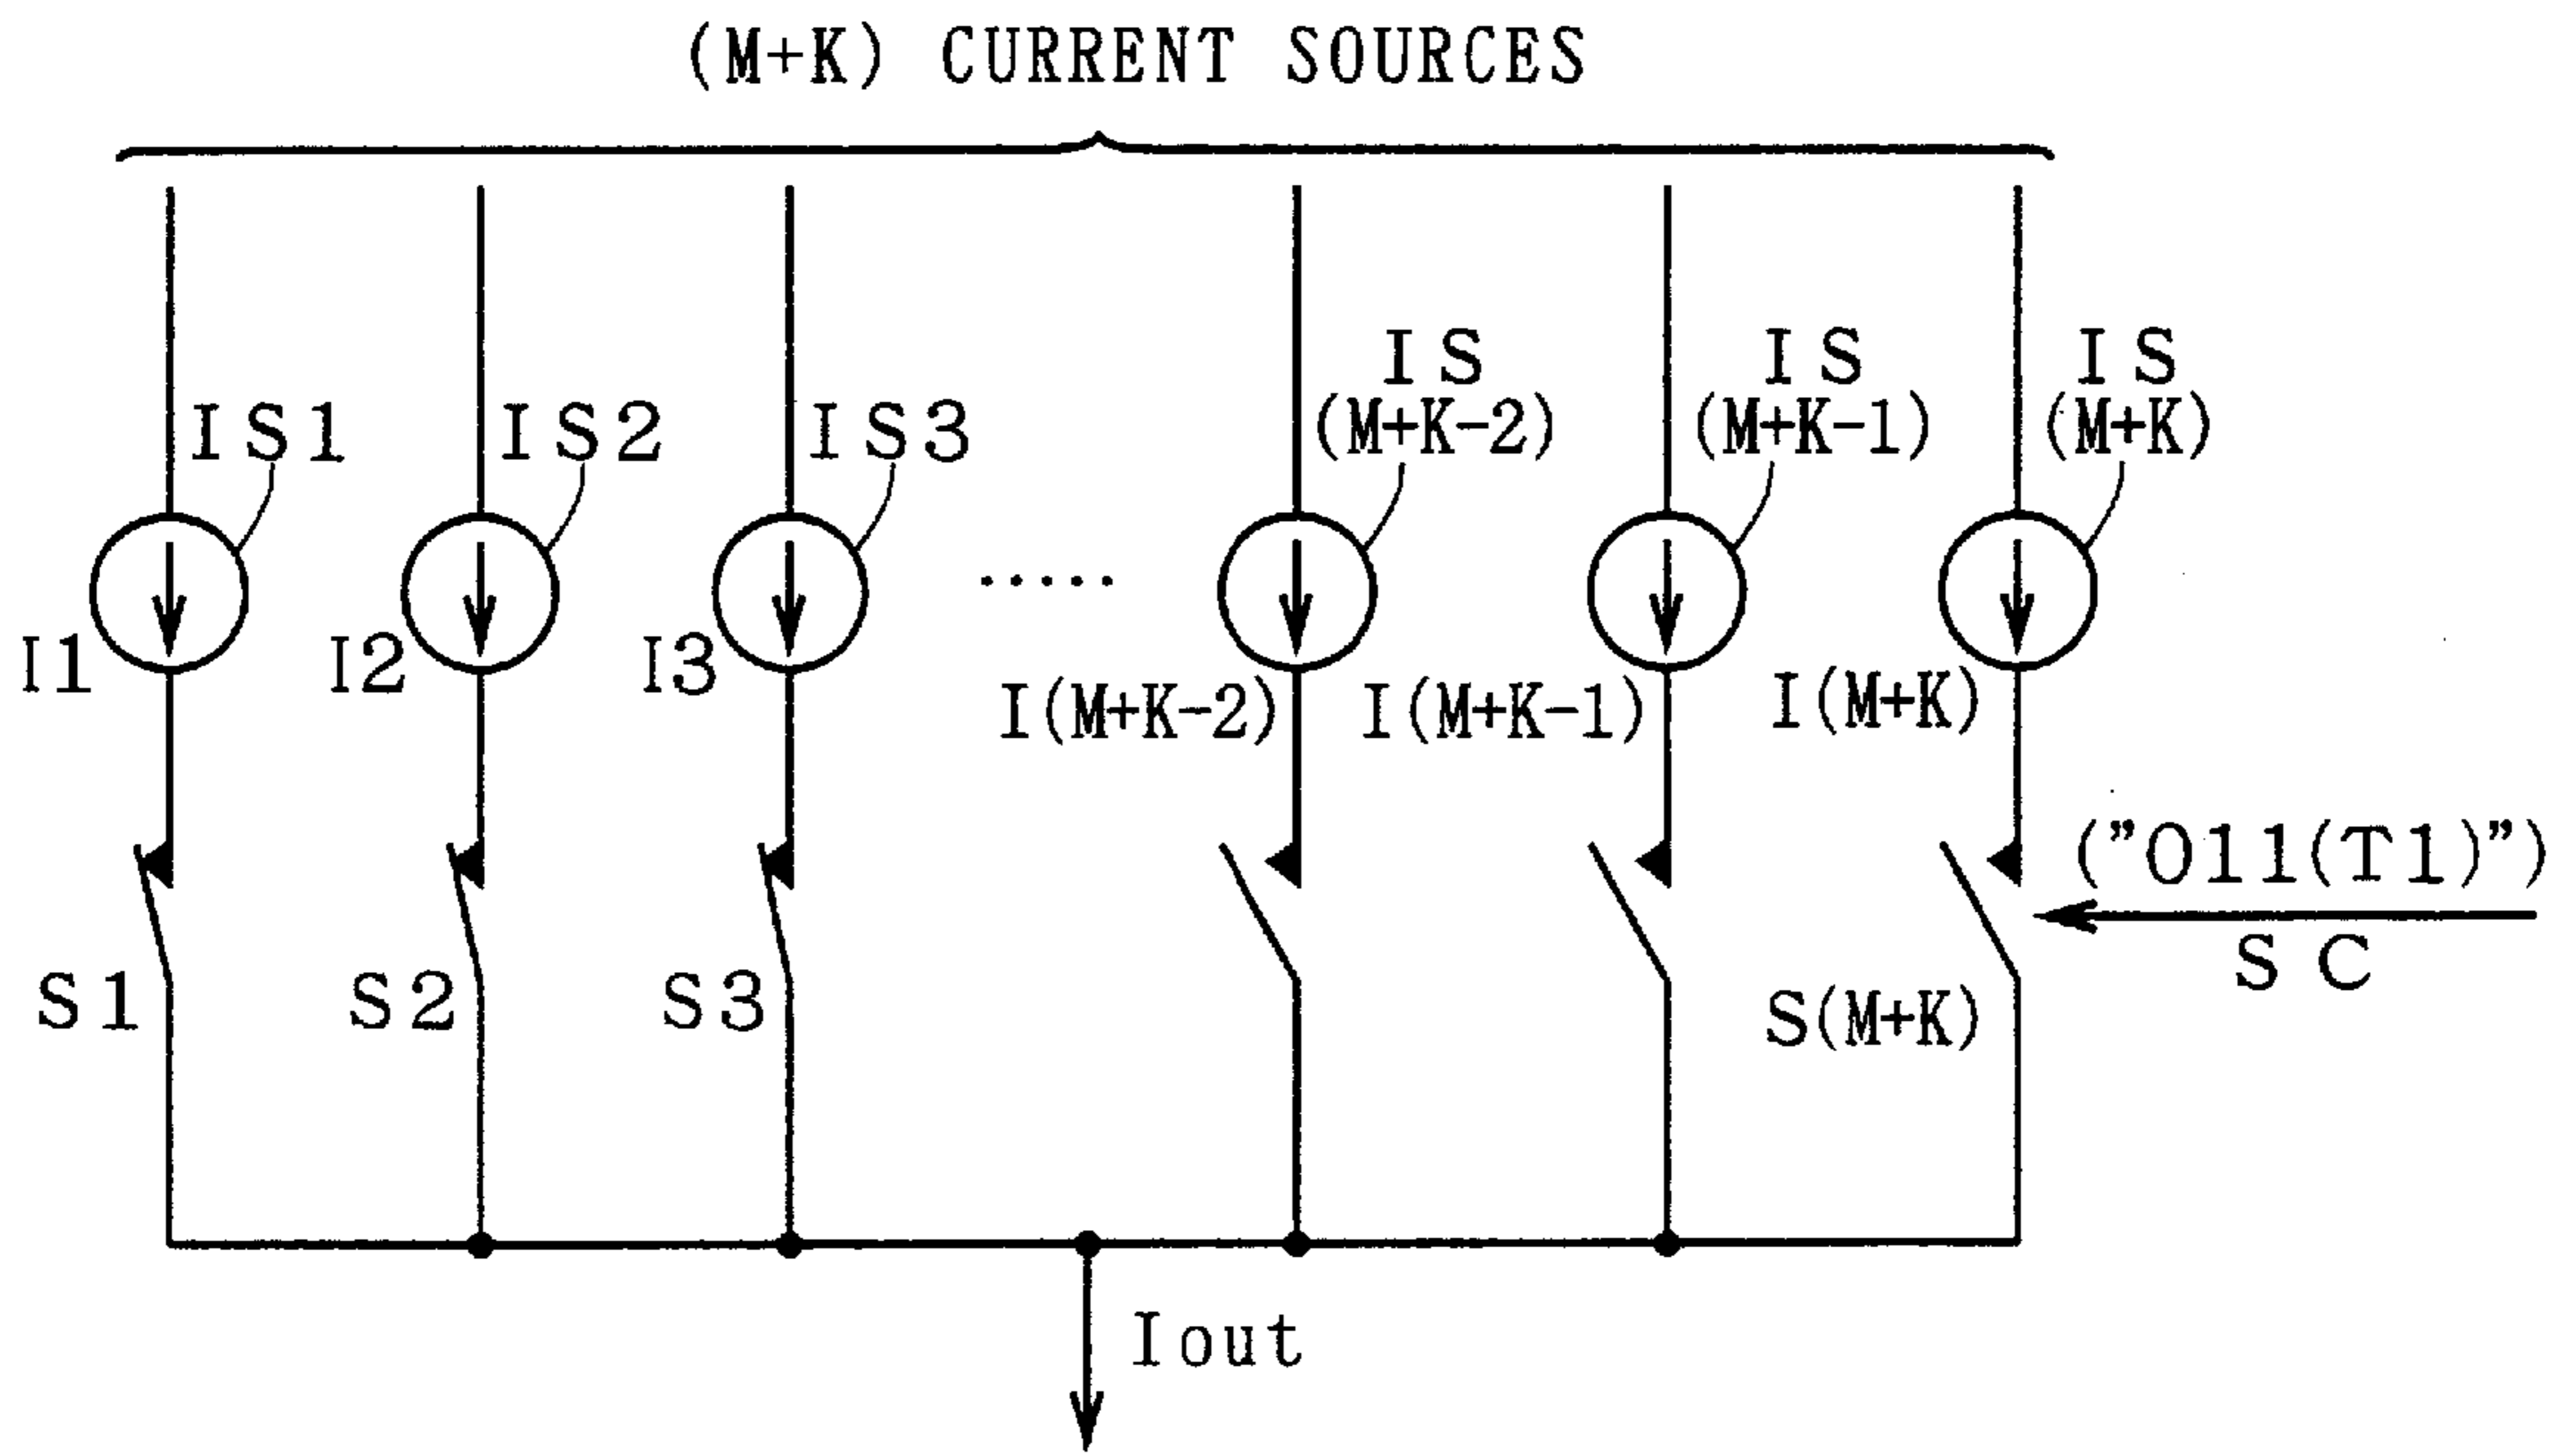 (M+K) CURRENT SOURCES
IS1
IS2
IS3
IS
(M+K-2)
IS
(M+K-1)
IS
(M+K)
.....
I1
I2
I3
I(M+K-2)
I(M+K-1)
I(M+K)
("011(T1)")
SC
S1
S2
S3
S(M+K)
Iout